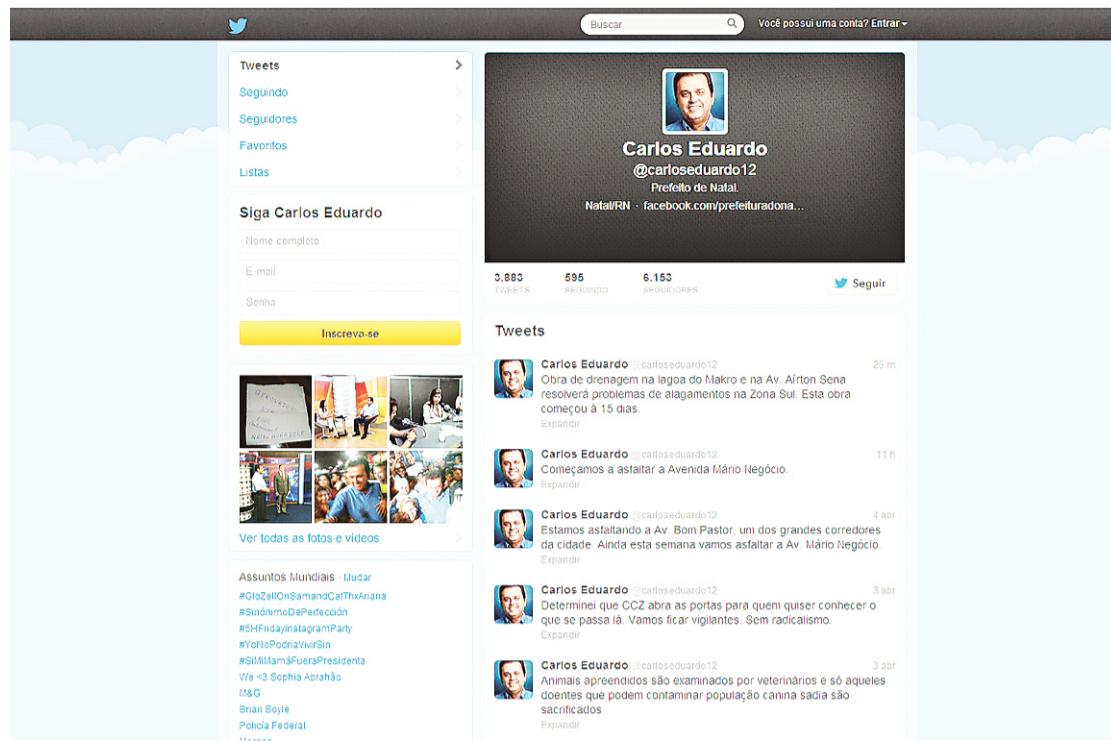 Buscar
Você possui uma conta? Entrar
Tweets
Seguindo
Seguidores
Favoritos
Listas
Siga Carlos Eduardo
Nome completo
E-mail
Senha
Inscreva-se
Ver todas as fotos e vídeos
Assuntos Mundiais · Mudar
#GloZellOnSamandCatThxAriana
#SinónimoDePerfección
#5HFridayInstagramParty
#YoNoPodriaVivirSin
#SiMiMamáFueraPresidenta
We <3 Sophia Abrahão
M&G
Brian Boyle
Policía Federal
Carlos Eduardo
@carloseduardo12
Prefeito de Natal.
Natal/RN · facebook.com/prefeituradona...
3.883 595 6.153
TWEETS SEGUINDO SEGUIDORES
Seguir
Tweets
Carlos Eduardo @carloseduardo12 26 m
Obra de drenagem na lagoa do Makro e na Av. Aírton Sena
resolverá problemas de alagamentos na Zona Sul. Esta obra
começou à 15 dias.
Expandir
Carlos Eduardo @carloseduardo12 11 h
Começamos a asfaltar a Avenida Mário Negócio.
Expandir
Carlos Eduardo @carloseduardo12 4 abr
Estamos asfaltando a Av. Bom Pastor, um dos grandes corredores
da cidade. Ainda esta semana vamos asfaltar a Av. Mário Negócio.
Expandir
Carlos Eduardo @carloseduardo12 3 abr
Determinei que CCZ abra as portas para quem quiser conhecer o
que se passa lá. Vamos ficar vigilantes. Sem radicalismo.
Expandir
Carlos Eduardo @carloseduardo12 3 abr
Animais apreendidos são examinados por veterinários e só aqueles
doentes que podem contaminar população canina sadia são
sacrificados
Expandir